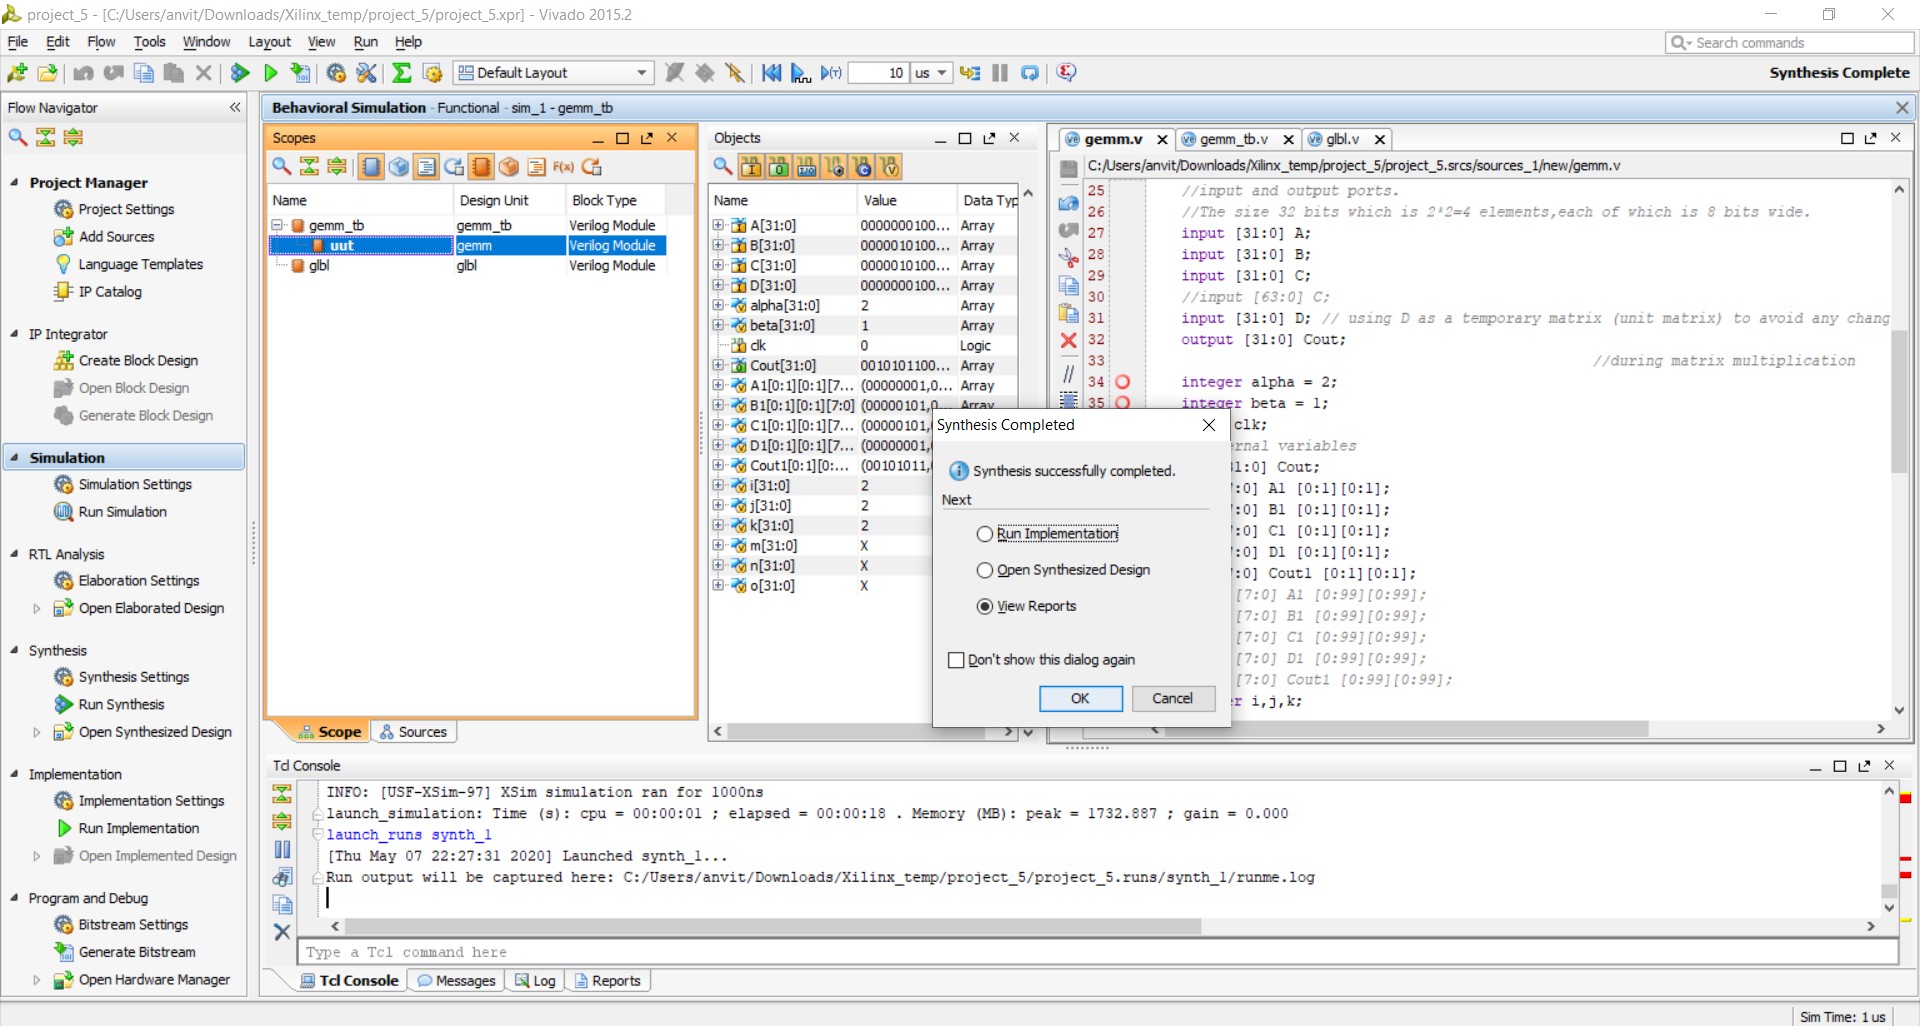 project_5 - [C:/Users/anvit/Downloads/Xilinx_temp/project_5/project_5.xpr] - Vivado 2015.2
File Edit Flow Tools Window Layout View Run Help
Search commands
Default Layout
10 us
Synthesis Complete
Flow Navigator
Project Manager
Project Settings
Add Sources
Language Templates
IP Catalog
IP Integrator
Create Block Design
Open Block Design
Generate Block Design
Simulation
Simulation Settings
Run Simulation
RTL Analysis
Elaboration Settings
Open Elaborated Design
Synthesis
Synthesis Settings
Run Synthesis
Open Synthesized Design
Implementation
Implementation Settings
Run Implementation
Open Implemented Design
Program and Debug
Bitstream Settings
Generate Bitstream
Open Hardware Manager
Behavioral Simulation - Functional - sim_1 - gemm_tb
Scopes
F(x)
Name Design Unit Block Type
gemm_tb gemm_tb Verilog Module
uut gemm Verilog Module
glbl glbl Verilog Module
Scope Sources
Objects
Name Value Data Typ
A[31:0] 0000000100... Array
B[31:0] 0000010100... Array
C[31:0] 0000010100... Array
D[31:0] 0000000100... Array
alpha[31:0] 2 Array
beta[31:0] 1 Array
clk 0 Logic
Cout[31:0] 0010101100... Array
A1[0:1][0:1][7... (00000001,0... Array
B1[0:1][0:1][7:0] (00000101,0... Array
C1[0:1][0:1][7... (00000101,
D1[0:1][0:1][7... (00000001,
Cout1[0:1][0:... (00101011,
i[31:0] 2
j[31:0] 2
k[31:0] 2
m[31:0] X
n[31:0] X
o[31:0] X
gemm.v gemm_tb.v glbl.v
C:/Users/anvit/Downloads/Xilinx_temp/project_5/project_5.srcs/sources_1/new/gemm.v
25 //input and output ports.
26 //The size 32 bits which is 2*2=4 elements,each of which is 8 bits wide.
27 input [31:0] A;
28 input [31:0] B;
29 input [31:0] C;
30 //input [63:0] C;
31 input [31:0] D; // using D as a temporary matrix (unit matrix) to avoid any chang
32 output [31:0] Cout;
33 //during matrix multiplication
34 integer alpha = 2;
35 integer beta = 1;
clk;
ernal variables
31:0] Cout;
7:0] A1 [0:1][0:1];
7:0] B1 [0:1][0:1];
7:0] C1 [0:1][0:1];
7:0] D1 [0:1][0:1];
7:0] Cout1 [0:1][0:1];
[7:0] A1 [0:99][0:99];
[7:0] B1 [0:99][0:99];
[7:0] C1 [0:99][0:99];
[7:0] D1 [0:99][0:99];
[7:0] Cout1 [0:99][0:99];
r i,j,k;
Synthesis Completed
Synthesis successfully completed.
Next
Run Implementation
Open Synthesized Design
View Reports
Don't show this dialog again
OK Cancel
Tcl Console
INFO: [USF-XSim-97] XSim simulation ran for 1000ns
launch_simulation: Time (s): cpu = 00:00:01 ; elapsed = 00:00:18 . Memory (MB): peak = 1732.887 ; gain = 0.000
launch_runs synth_1
[Thu May 07 22:27:31 2020] Launched synth_1...
Run output will be captured here: C:/Users/anvit/Downloads/Xilinx_temp/project_5/project_5.runs/synth_1/runme.log
Type a Tcl command here
Tcl Console Messages Log Reports
Sim Time: 1 us